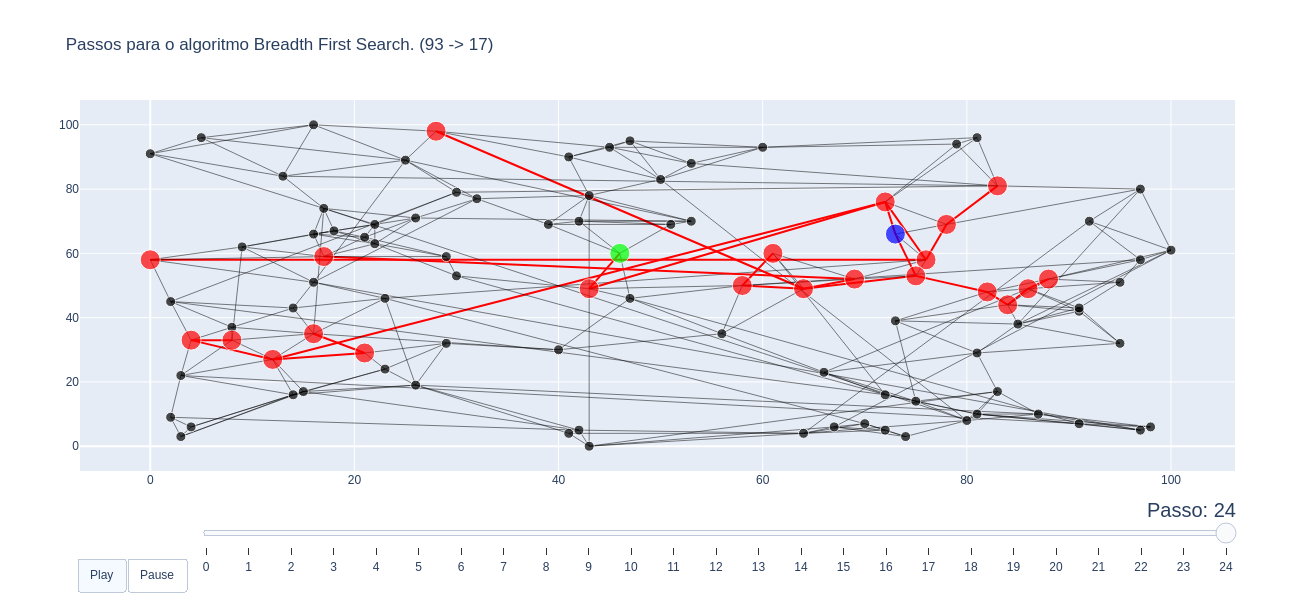 Passos para o algoritmo Breadth First Search. (93 -> 17)
100
80
60
40
20
0
0 20 40 60 80 100
Passo: 24
0 1 2 3 4 5 6 7 8 9 10 11 12 13 14 15 16 17 18 19 20 21 22 23 24
Play Pause